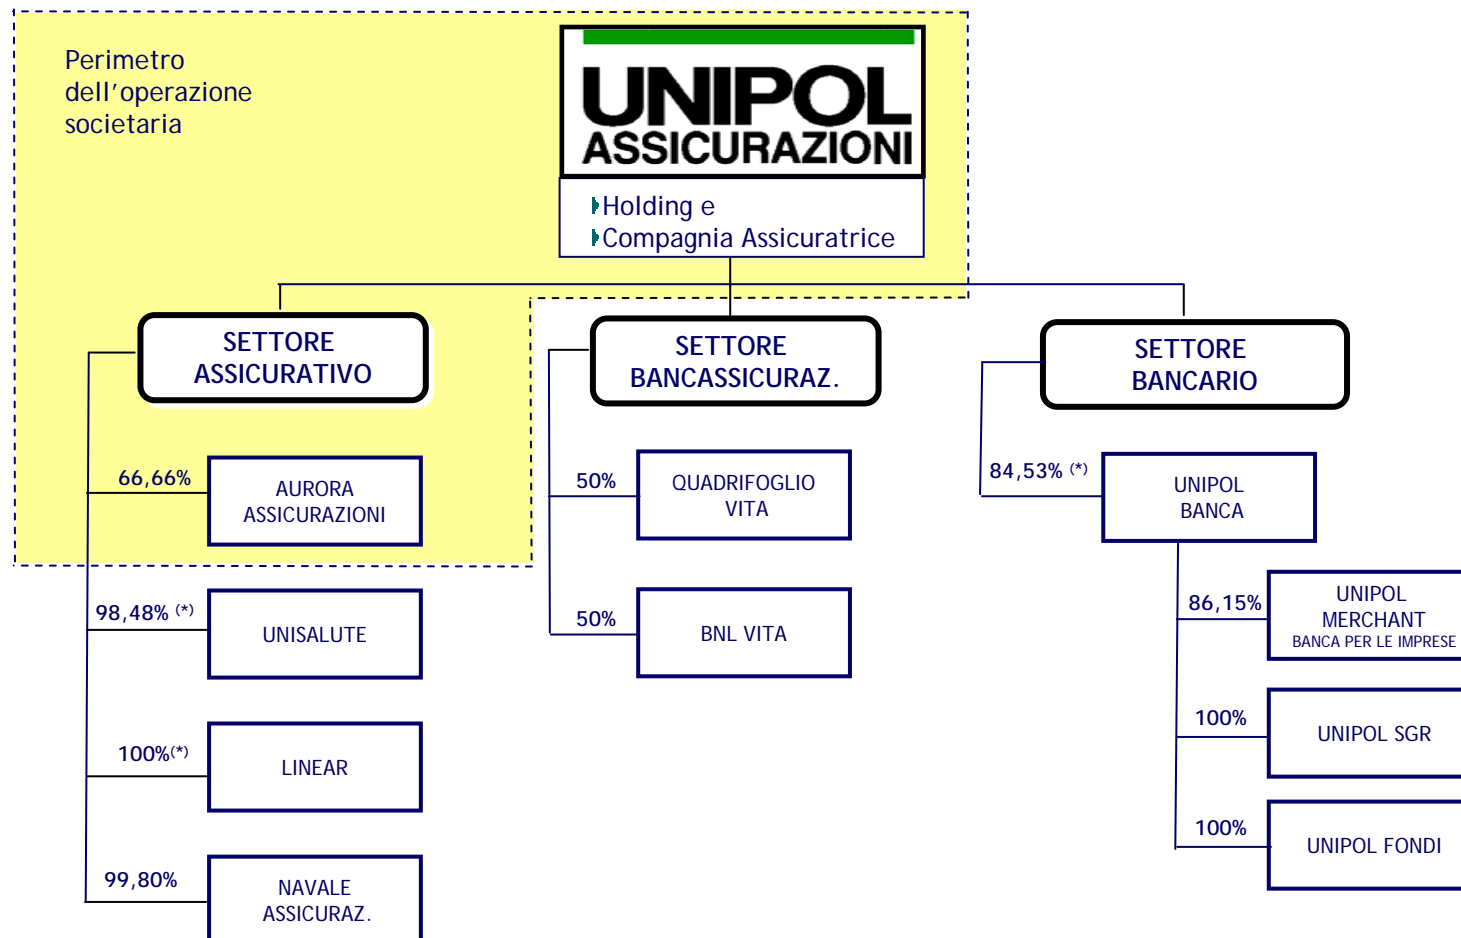 Perimetro
dell'operazione
societaria
UNIPOL
ASSICURAZIONI
Holding e
Compagnia Assicuratrice
SETTORE
ASSICURATIVO
66,66%
AURORA
ASSICURAZIONI
98,48% (*)
UNISALUTE
100%(*)
LINEAR
99,80%
NAVALE
ASSICURAZ.
SETTORE
BANCASSICURAZ.
50%
QUADRIFOGLIO
VITA
50%
BNL VITA
SETTORE
BANCARIO
84,53% (*)
UNIPOL
BANCA
86,15%
UNIPOL
MERCHANT
BANCA PER LE IMPRESE
100%
UNIPOL SGR
100%
UNIPOL FONDI